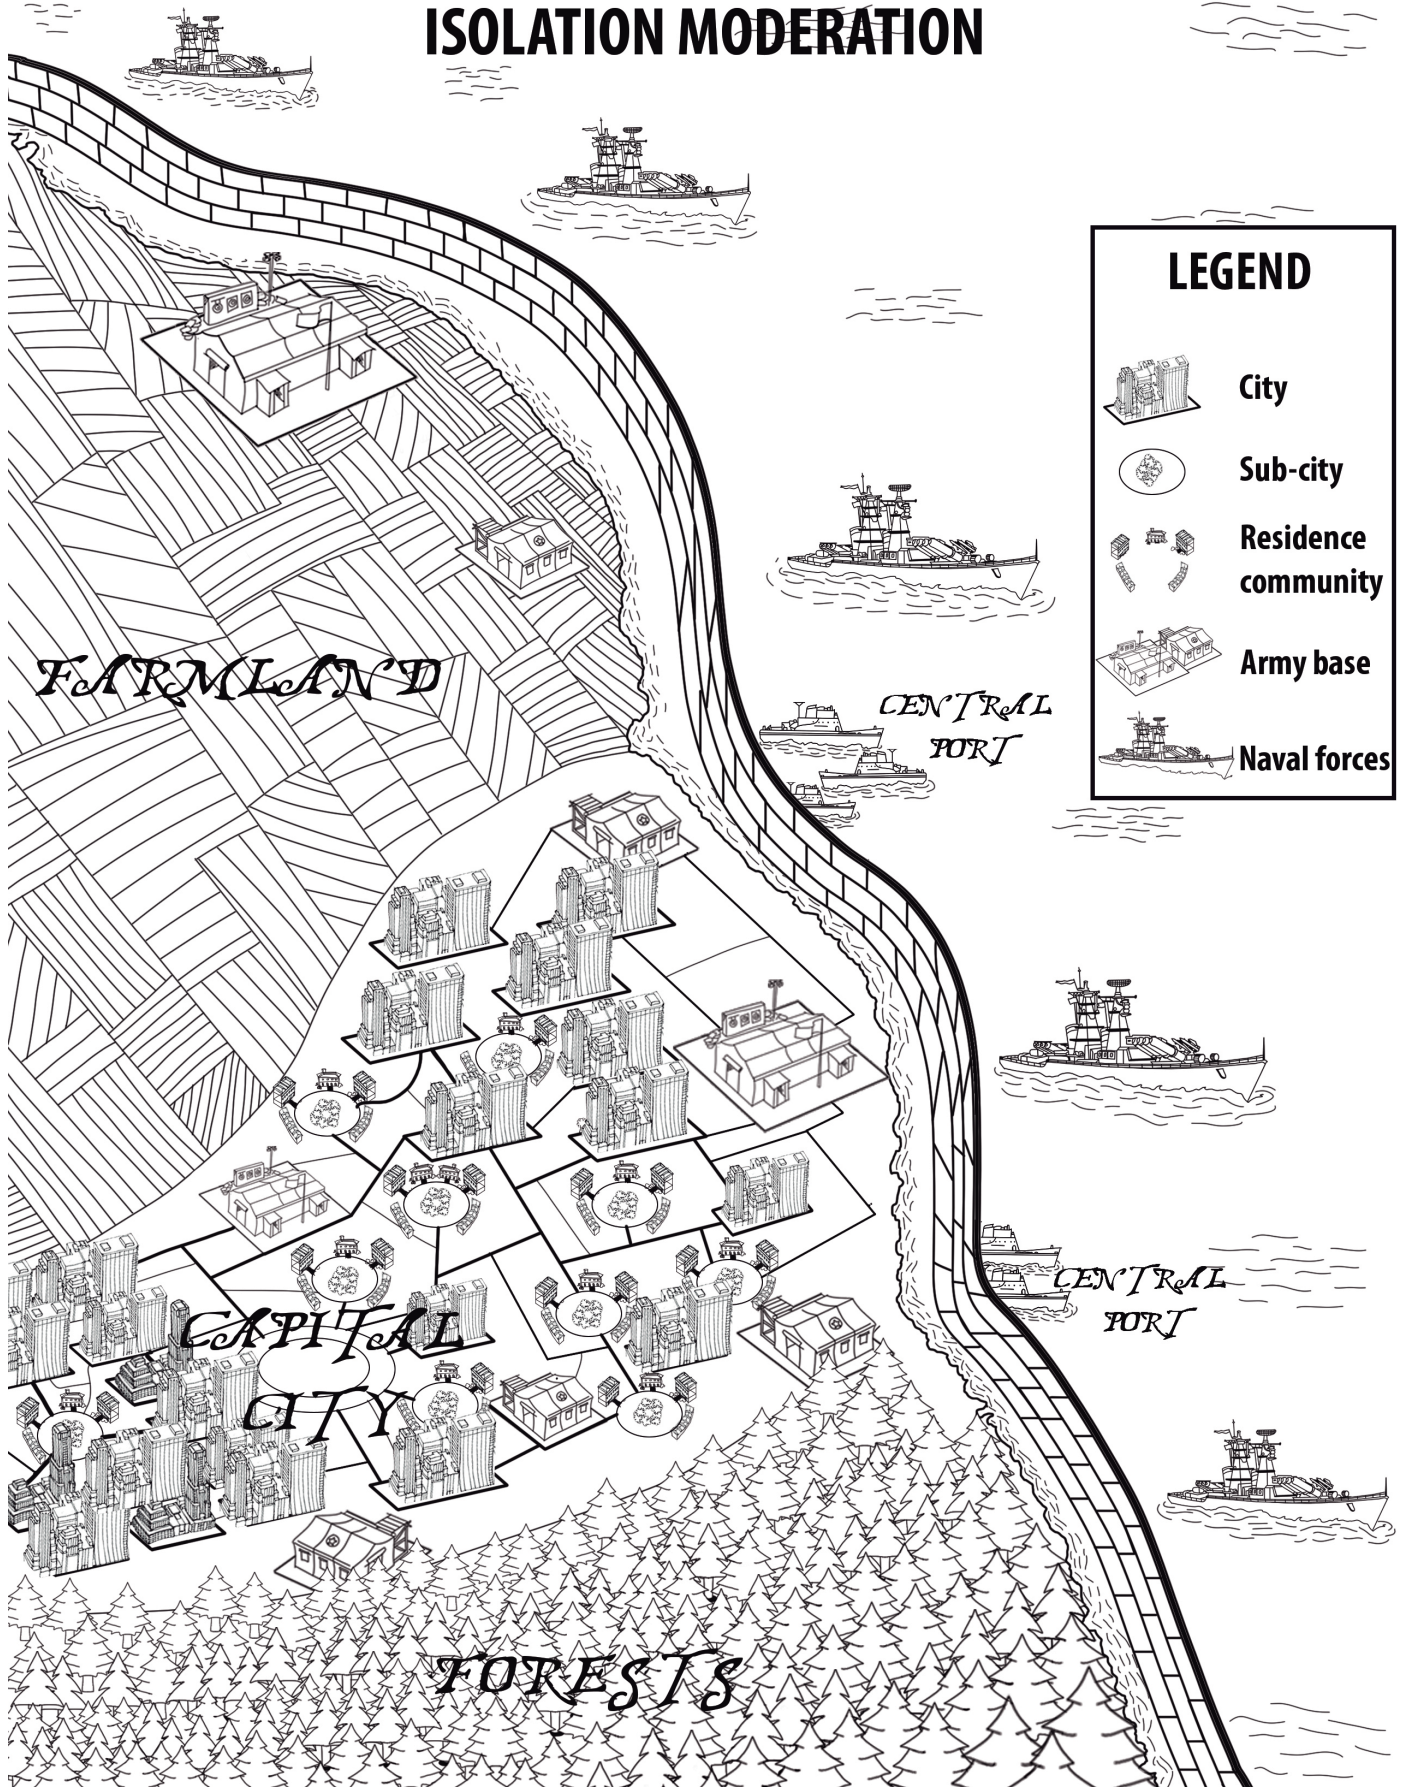 ISOLATION MODERATION
LEGEND
City
Sub-city
Residence
community
Army base
Naval forces
FARMLAND
CENTRAL
PORT
CENTRAL
PORT
CAPITAL
CITY
FORESTS